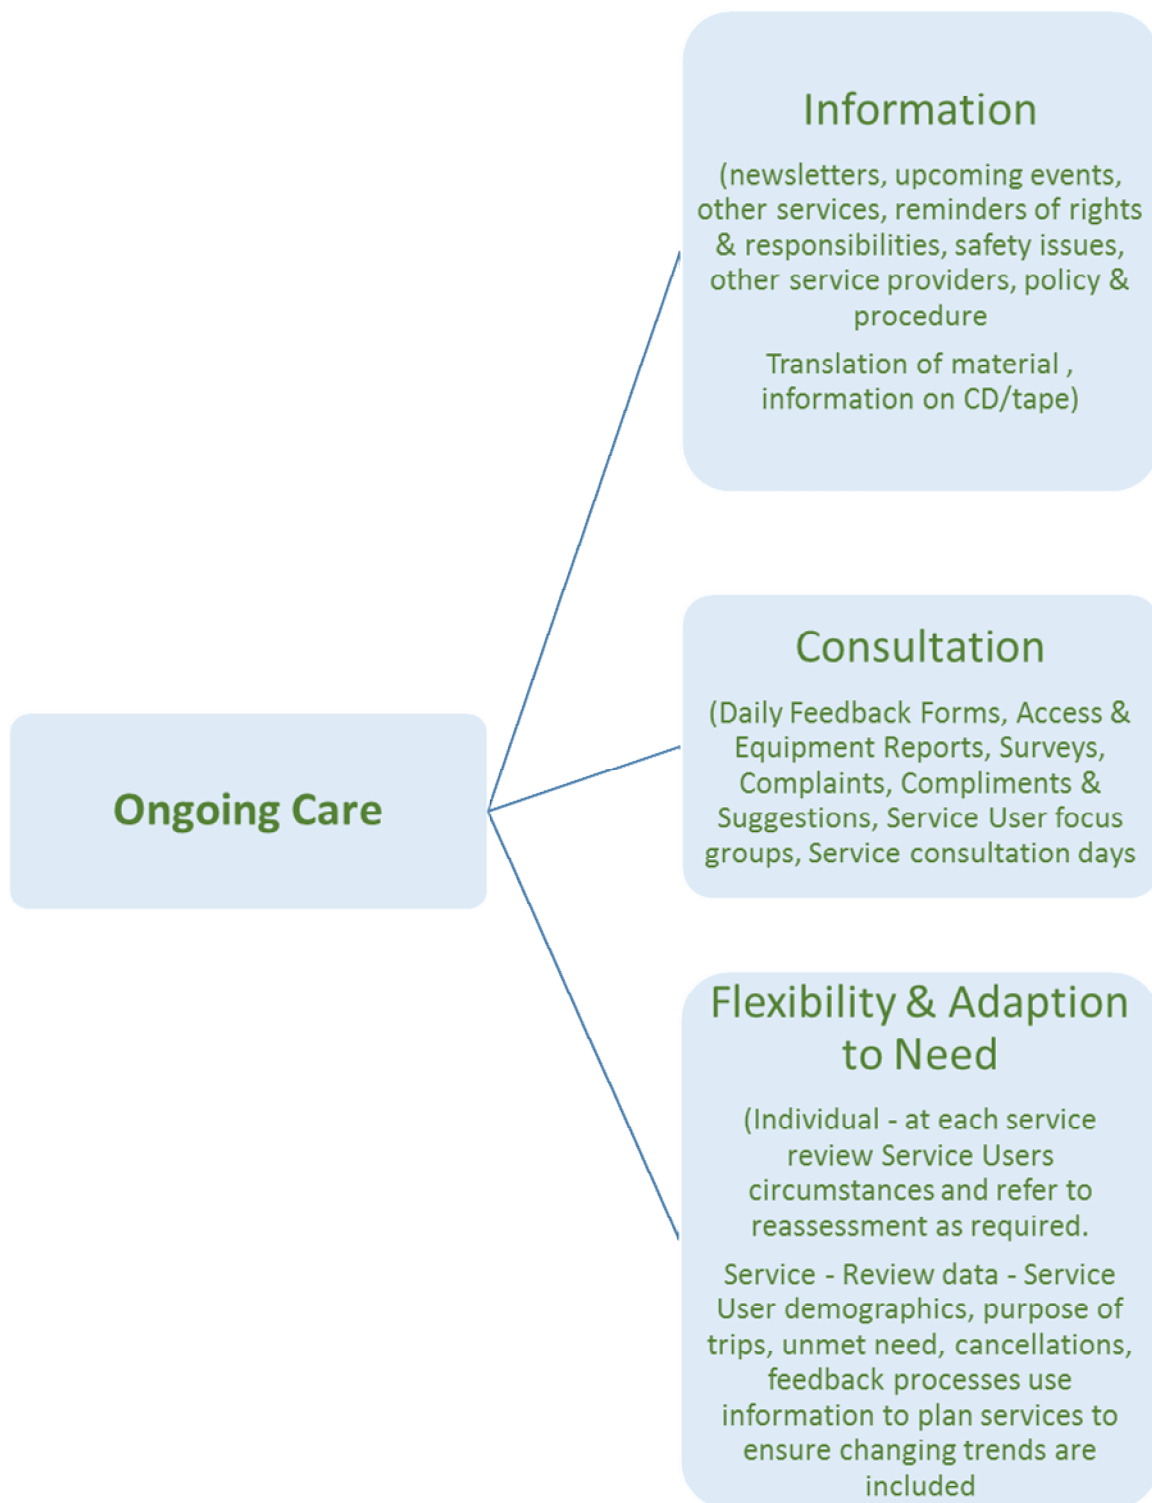 Information
(newsletters, upcoming events,
other services, reminders of rights
& responsibilities, safety issues,
other service providers, policy &
procedure
Translation of material ,
information on CD/tape)
Ongoing Care
Consultation
(Daily Feedback Forms, Access &
Equipment Reports, Surveys,
Complaints, Compliments &
Suggestions, Service User focus
groups, Service consultation days
Flexibility & Adaption
to Need
(Individual - at each service
review Service Users
circumstances and refer to
reassessment as required.
Service - Review data - Service
User demographics, purpose of
trips, unmet need, cancellations,
feedback processes use
information to plan services to
ensure changing trends are
included